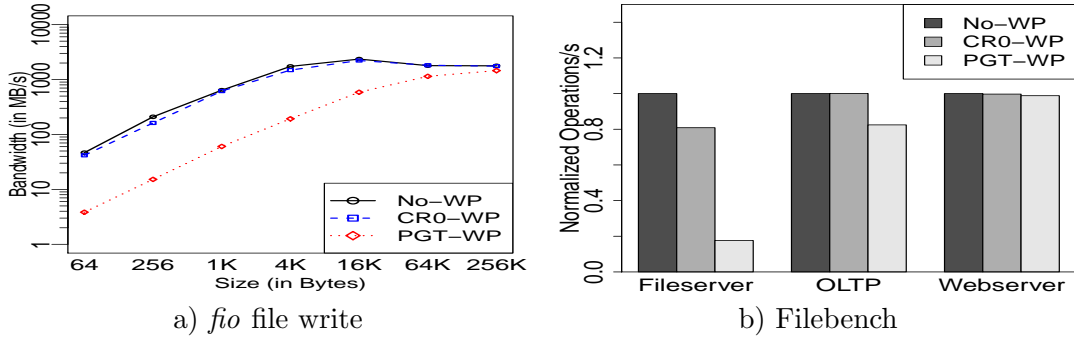 10000
1000
100
10
1
Bandwidth (in MB/s)
No−WP
CR0−WP
PGT−WP
64 256 1K 4K 16K 64K 256K
Size (in Bytes)
a) fio file write
1.2
0.8
0.4
0.0
Normalized Operations/s
No−WP
CR0−WP
PGT−WP
Fileserver OLTP Webserver
b) Filebench